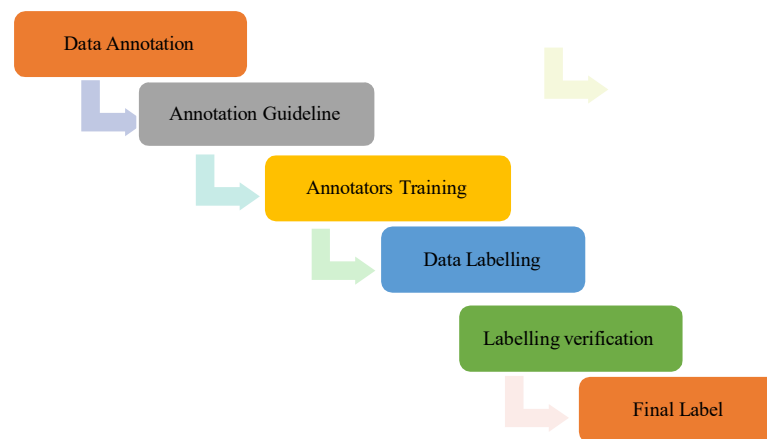 Data Annotation
Annotation Guideline
Annotators Training
Data Labelling
Labelling verification
Final Label